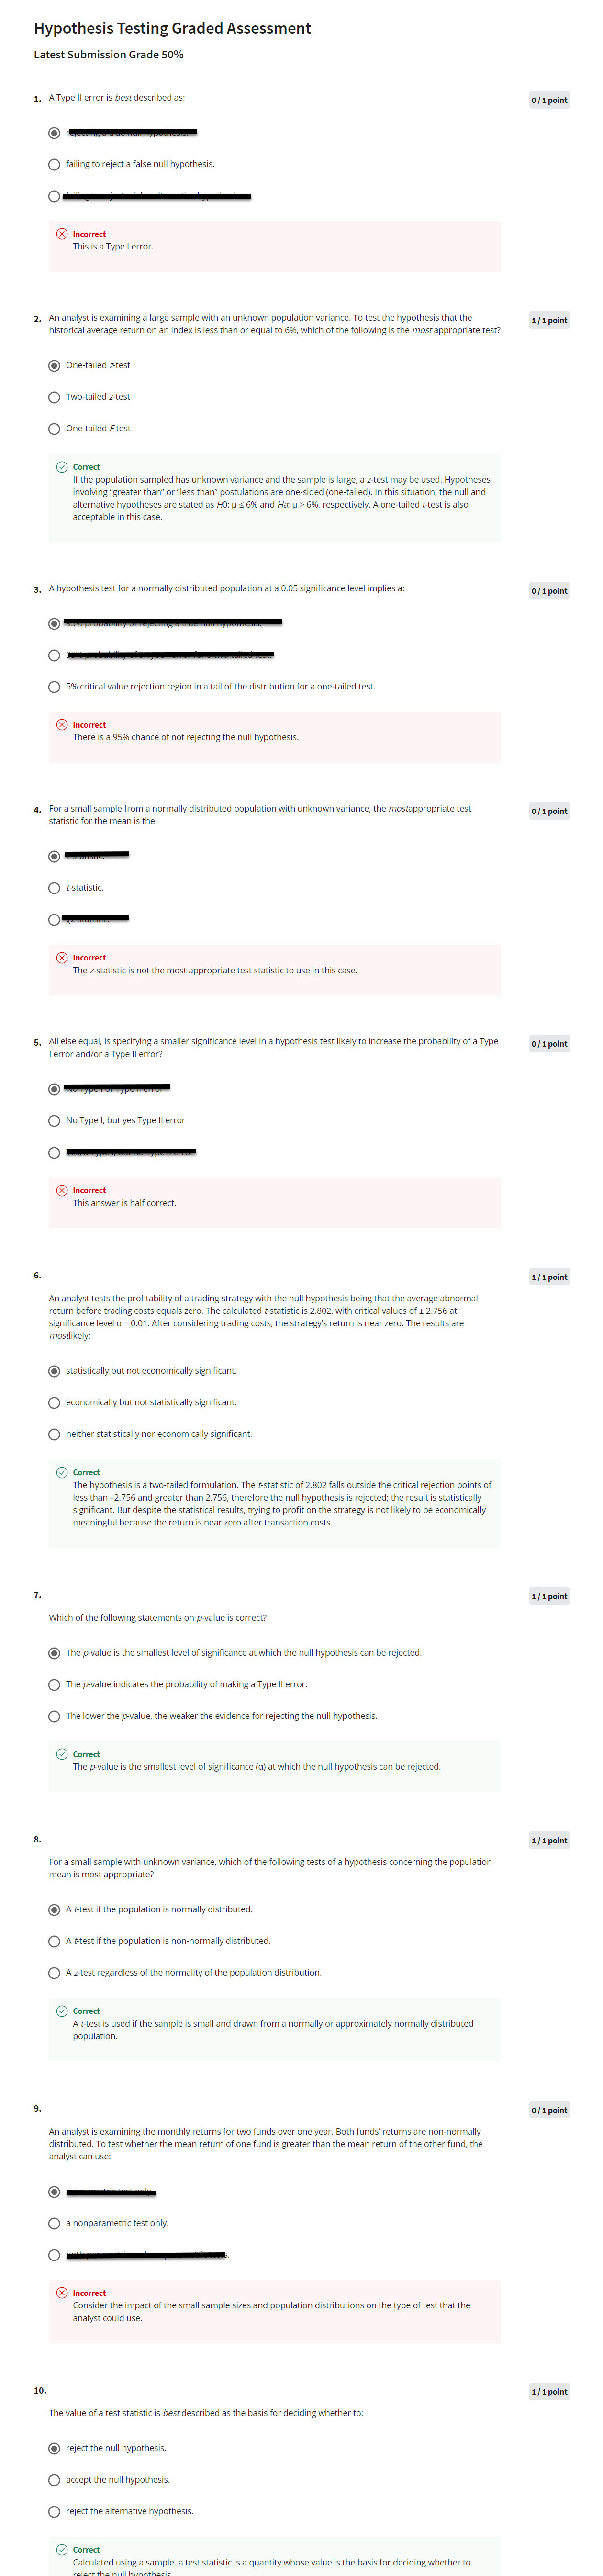 Hypothesis Testing Graded Assessment
Latest Submission Grade 50%
1. A Type II error is best described as:
0 / 1 point
failing to reject a false null hypothesis.
Incorrect
This is a Type I error.
2. An analyst is examining a large sample with an unknown population variance. To test the hypothesis that the
1 / 1 point
historical average return on an index is less than or equal to 6%, which of the following is the most appropriate test?
One-tailed z-test
Two-tailed z-test
One-tailed F-test
Correct
If the population sampled has unknown variance and the sample is large, a z-test may be used. Hypotheses
involving “greater than” or “less than” postulations are one-sided (one-tailed). In this situation, the null and
alternative hypotheses are stated as H0: μ ≤ 6% and Ha: μ > 6%, respectively. A one-tailed t-test is also
acceptable in this case.
3. A hypothesis test for a normally distributed population at a 0.05 significance level implies a:
0 / 1 point
5% critical value rejection region in a tail of the distribution for a one-tailed test.
Incorrect
There is a 95% chance of not rejecting the null hypothesis.
4. For a small sample from a normally distributed population with unknown variance, the mostappropriate test
0 / 1 point
statistic for the mean is the:
t-statistic.
Incorrect
The z-statistic is not the most appropriate test statistic to use in this case.
5. All else equal, is specifying a smaller significance level in a hypothesis test likely to increase the probability of a Type
0 / 1 point
I error and/or a Type II error?
No Type I, but yes Type II error
Incorrect
This answer is half correct.
6.
1 / 1 point
An analyst tests the profitability of a trading strategy with the null hypothesis being that the average abnormal
return before trading costs equals zero. The calculated t-statistic is 2.802, with critical values of ± 2.756 at
significance level α = 0.01. After considering trading costs, the strategy’s return is near zero. The results are
mostlikely:
statistically but not economically significant.
economically but not statistically significant.
neither statistically nor economically significant.
Correct
The hypothesis is a two-tailed formulation. The t-statistic of 2.802 falls outside the critical rejection points of
less than –2.756 and greater than 2.756, therefore the null hypothesis is rejected; the result is statistically
significant. But despite the statistical results, trying to profit on the strategy is not likely to be economically
meaningful because the return is near zero after transaction costs.
7.
1 / 1 point
Which of the following statements on p-value is correct?
The p-value is the smallest level of significance at which the null hypothesis can be rejected.
The p-value indicates the probability of making a Type II error.
The lower the p-value, the weaker the evidence for rejecting the null hypothesis.
Correct
The p-value is the smallest level of significance (α) at which the null hypothesis can be rejected.
8.
1 / 1 point
For a small sample with unknown variance, which of the following tests of a hypothesis concerning the population
mean is most appropriate?
A t-test if the population is normally distributed.
A t-test if the population is non-normally distributed.
A z-test regardless of the normality of the population distribution.
Correct
A t-test is used if the sample is small and drawn from a normally or approximately normally distributed
population.
9.
0 / 1 point
An analyst is examining the monthly returns for two funds over one year. Both funds’ returns are non-normally
distributed. To test whether the mean return of one fund is greater than the mean return of the other fund, the
analyst can use:
a nonparametric test only.
Incorrect
Consider the impact of the small sample sizes and population distributions on the type of test that the
analyst could use.
10.
1 / 1 point
The value of a test statistic is best described as the basis for deciding whether to:
reject the null hypothesis.
accept the null hypothesis.
reject the alternative hypothesis.
Correct
Calculated using a sample, a test statistic is a quantity whose value is the basis for deciding whether to
reject the null hypothesis.